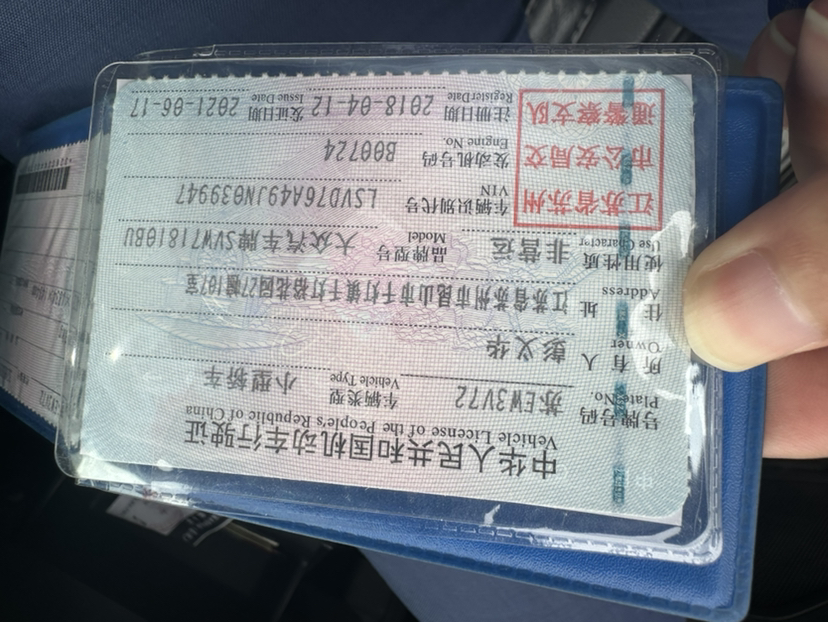 中华人民共和国机动车行驶证
Vehicle License of the People's Republic of China
号牌号码 苏EW3V72 车辆类型 小型轿车
Plate No. Vehicle Type
所有人 彭义华
Owner
住址 江苏省苏州市昆山市千灯镇千灯裕花园27幢107室
Address
使用性质 非营运 品牌型号 大众汽车牌SVW71810BU
Use Character Model
江苏省苏州
市公安局交
通警察支队
车辆识别代号 LSVD76A49JN039947
VIN
发动机号码 B00724
Engine No.
注册日期 2018-04-12 发证日期 2021-06-17
Register Date Issue Date